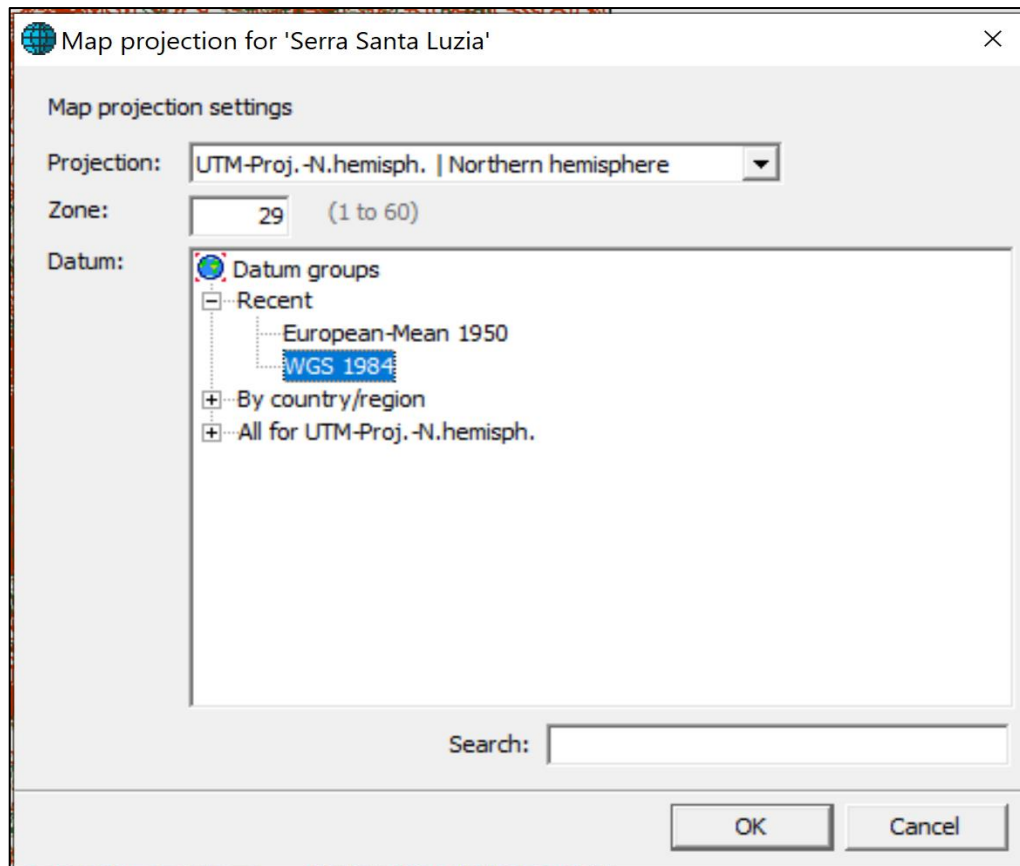 Map projection for 'Serra Santa Luzia'
Map projection settings
Projection: UTM-Proj.-N.hemisph. | Northern hemisphere
Zone: 29 (1 to 60)
Datum: Datum groups
Recent
European-Mean 1950
WGS 1984
By country/region
All for UTM-Proj.-N.hemisph.
Search:
OK Cancel